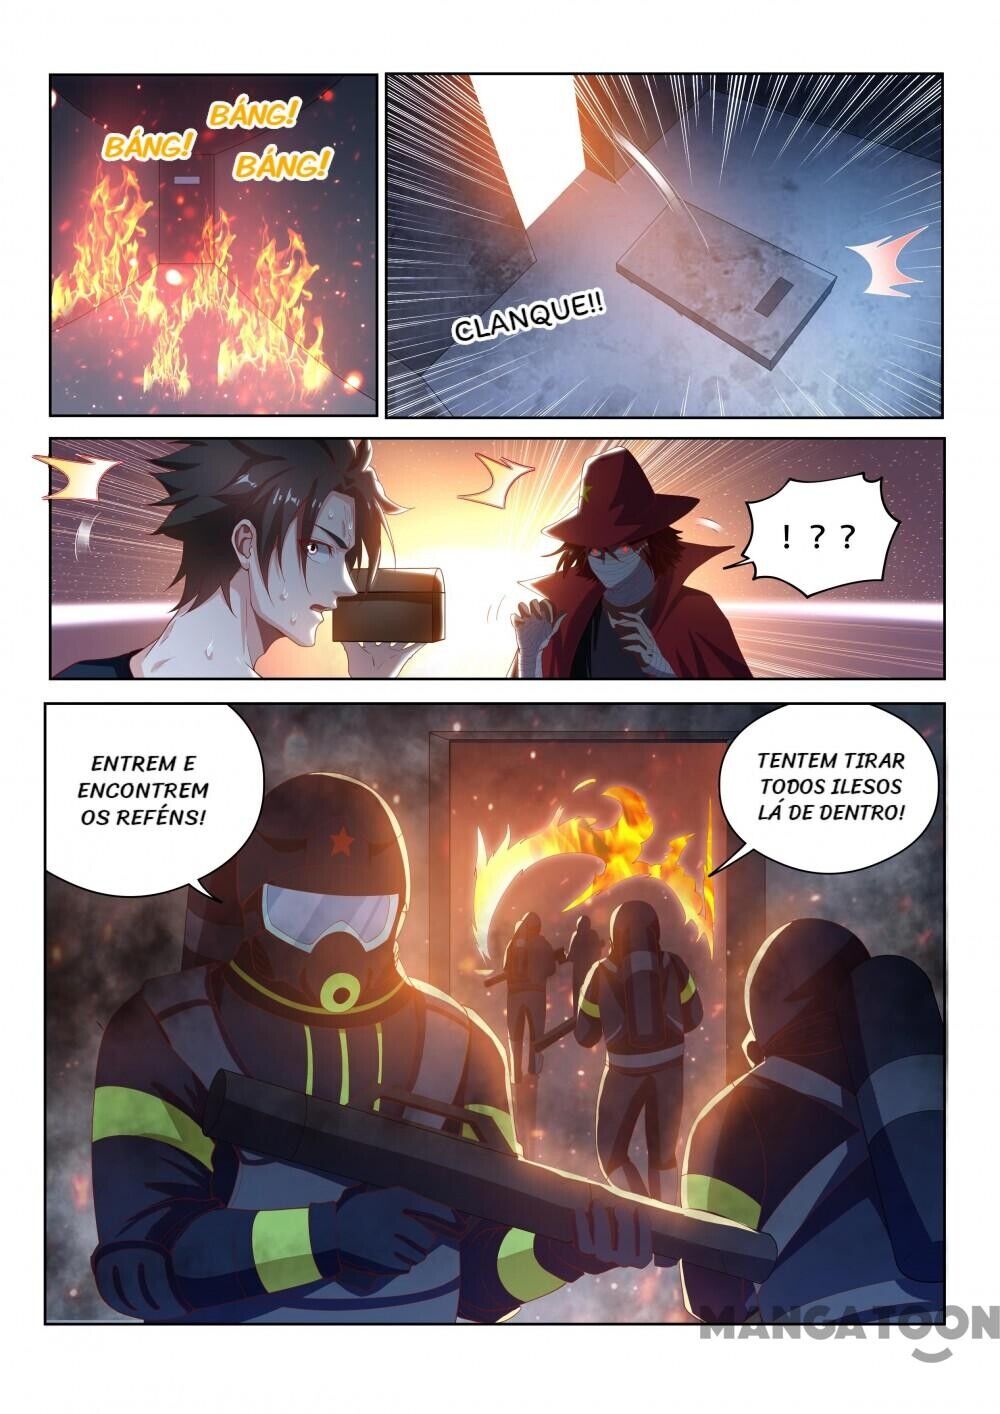 BÁNG!
BÁNG!
BÁNG!
CLANQUE!!
! ? ?
ENTREM E
ENCONTREM
OS REFÉNS!
TENTEM TIRAR
TODOS ILESOS
LÁ DE DENTRO!
MANGATOON